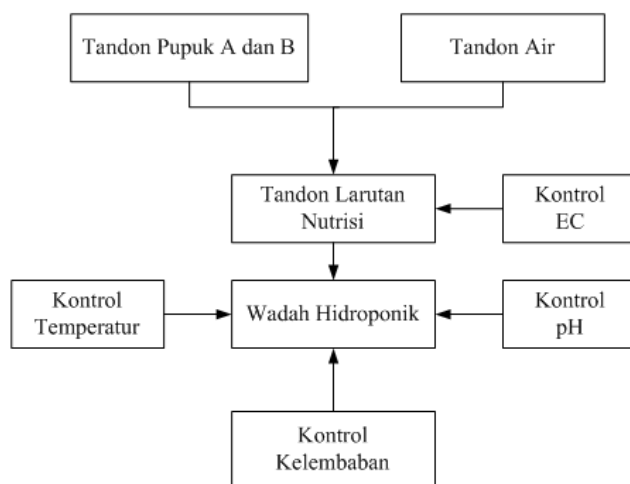 Tandon Pupuk A dan B
Tandon Air
Tandon Larutan
Nutrisi
Kontrol
EC
Kontrol
Temperatur
Wadah Hidroponik
Kontrol
pH
Kontrol
Kelembaban